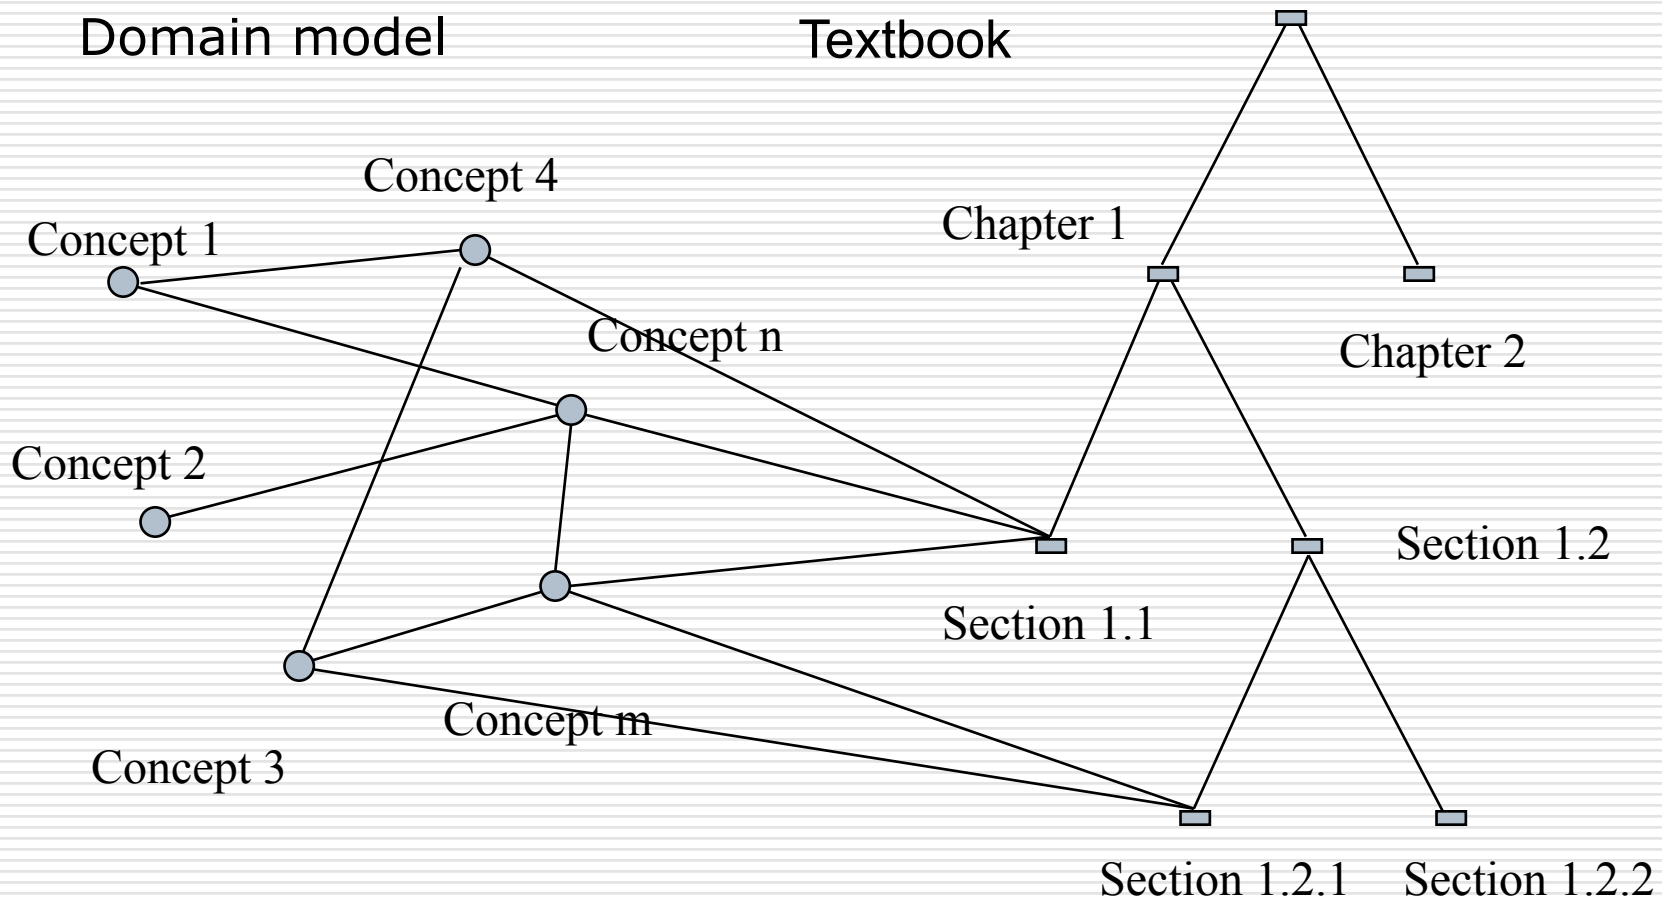 Domain model
Textbook
Concept 4
Concept 1
Chapter 1
Concept n
Chapter 2
Concept 2
Section 1.2
Section 1.1
Concept m
Concept 3
Section 1.2.1
Section 1.2.2